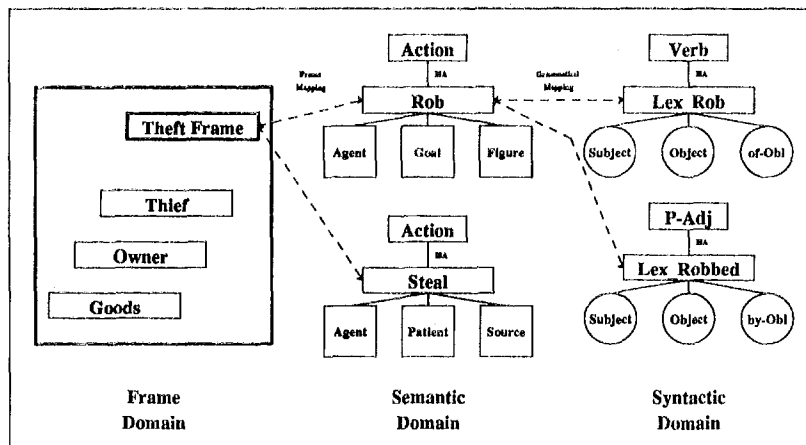 Theft Frame
Thief
Owner
Goods
Frame
Domain
Frame
Mapping
Action
ISA
Rob
Agent Goal Figure
Action
ISA
Steal
Agent Patient Source
Semantic
Domain
Grammatical
Mapping
Verb
ISA
Lex Rob
Subject Object of-Obl
P-Adj
ISA
Lex Robbed
Subject Object by-Obl
Syntactic
Domain